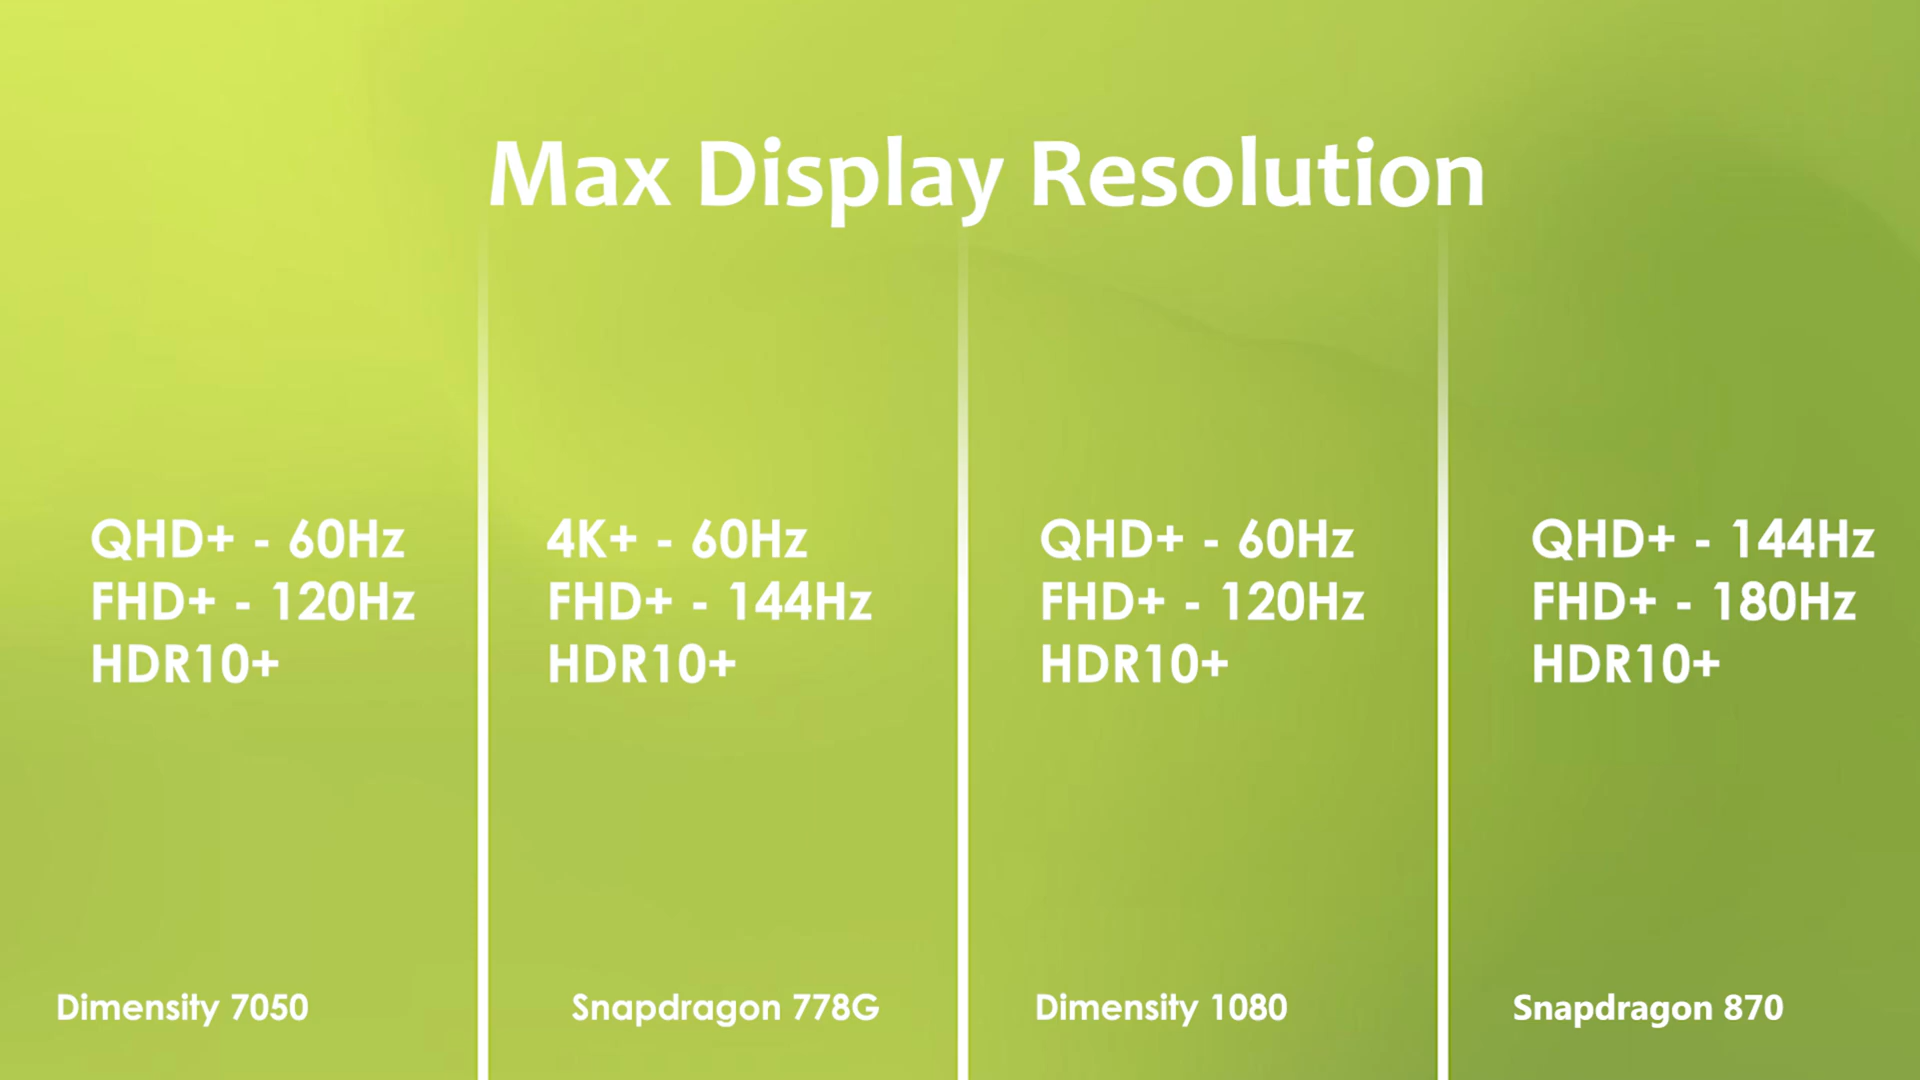 Max Display Resolution
QHD+ - 60Hz
FHD+ - 120Hz
HDR10+
Dimensity 7050
4K+ - 60Hz
FHD+ - 144Hz
HDR10+
Snapdragon 778G
QHD+ - 60Hz
FHD+ - 120Hz
HDR10+
Dimensity 1080
QHD+ - 144Hz
FHD+ - 180Hz
HDR10+
Snapdragon 870